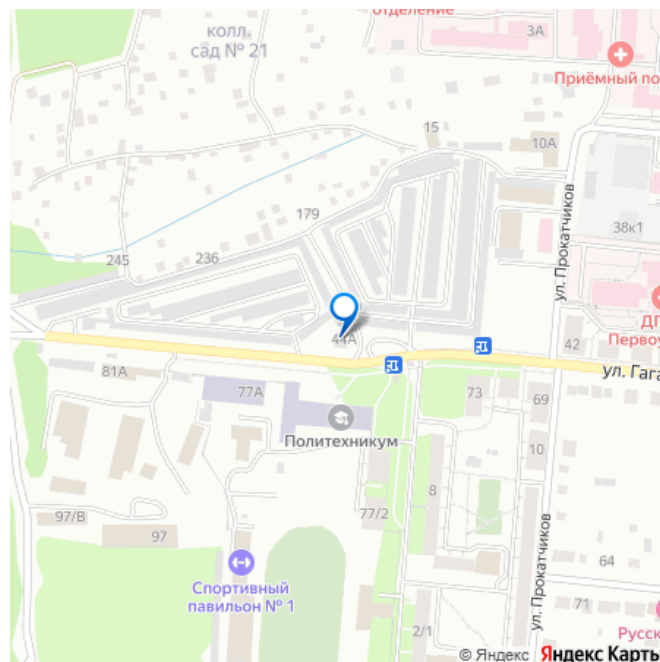 отделение
колл.
сад № 21
3А
Приёмный по
15
10А
ул. Прокатчиков
38к1
179
245
236
ДГ
Первоу
44А
42
ул. Гага
81А
77А
73
69
Политехникум
10
8
77/2
97/В
97
ул. Прокатчиков
64
Спортивный
павильон № 1
71
2/1
Русск
© Яндекс Яндекс Карты